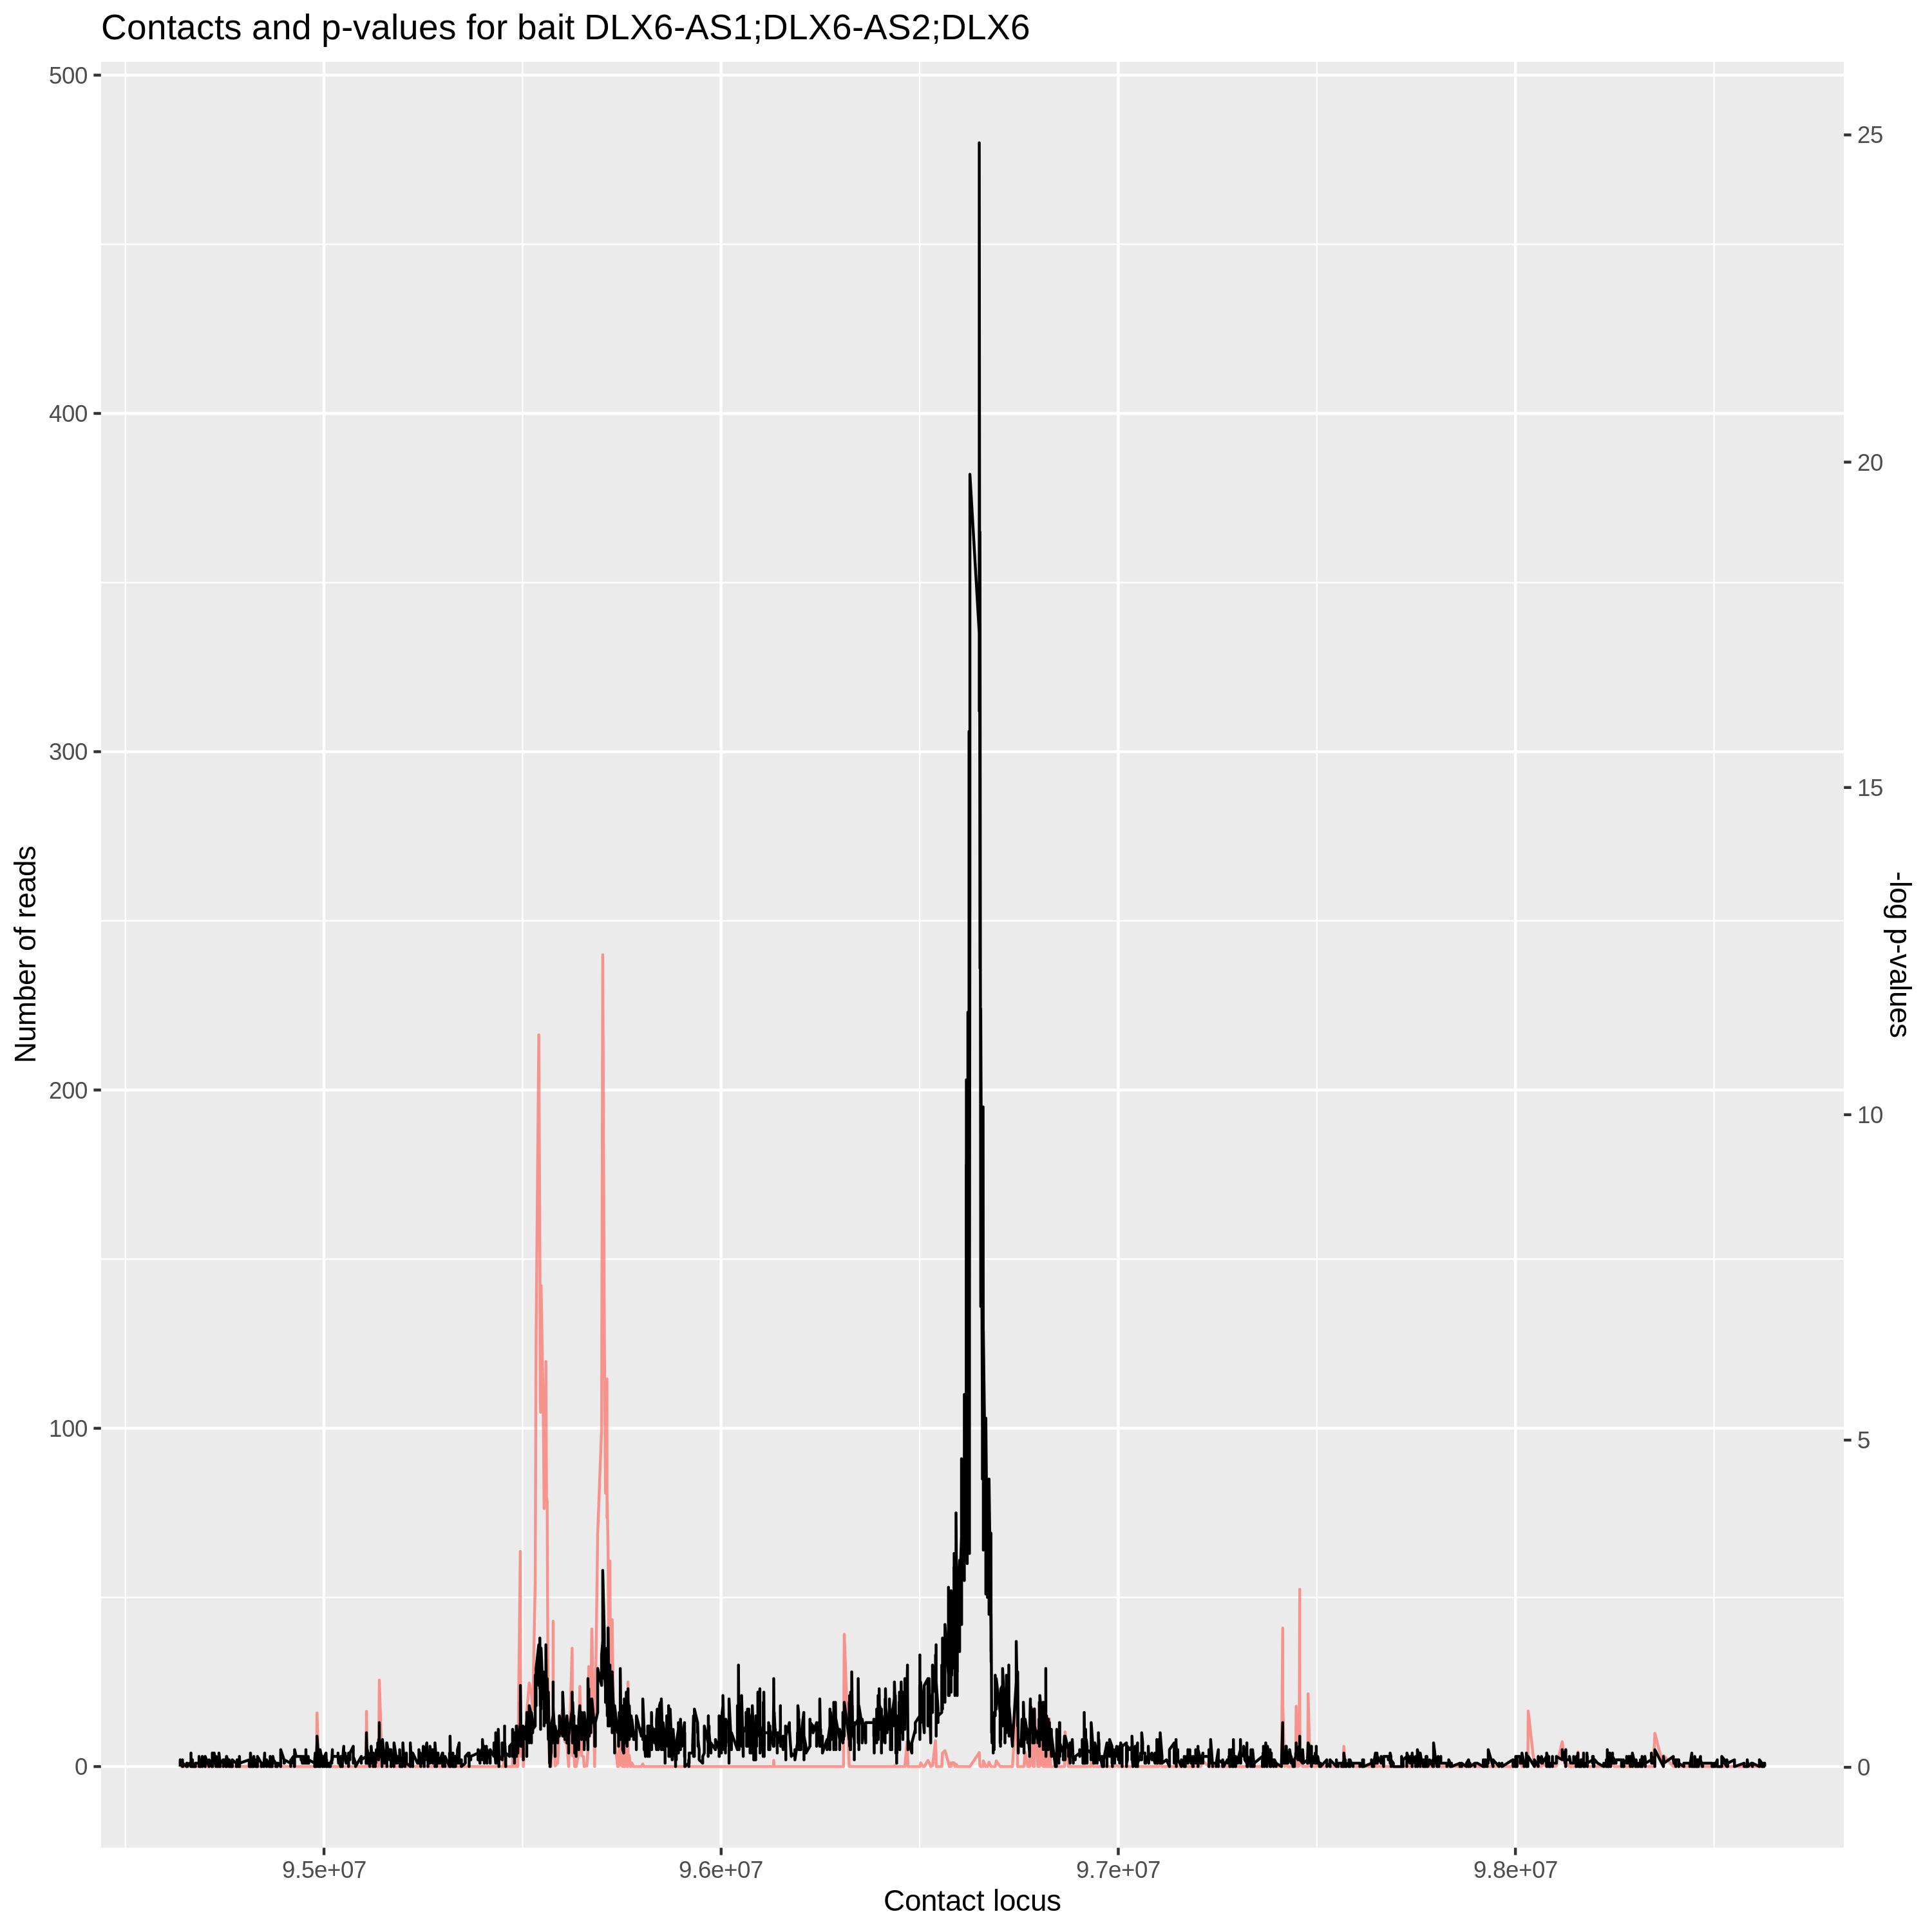 Contacts and p-values for bait DLX6-AS1;DLX6-AS2;DLX6
500
400
300
200
100
0
Number of reads
25
20
15
10
5
0
-log p-values
9.5e+07
9.6e+07
9.7e+07
9.8e+07
Contact locus